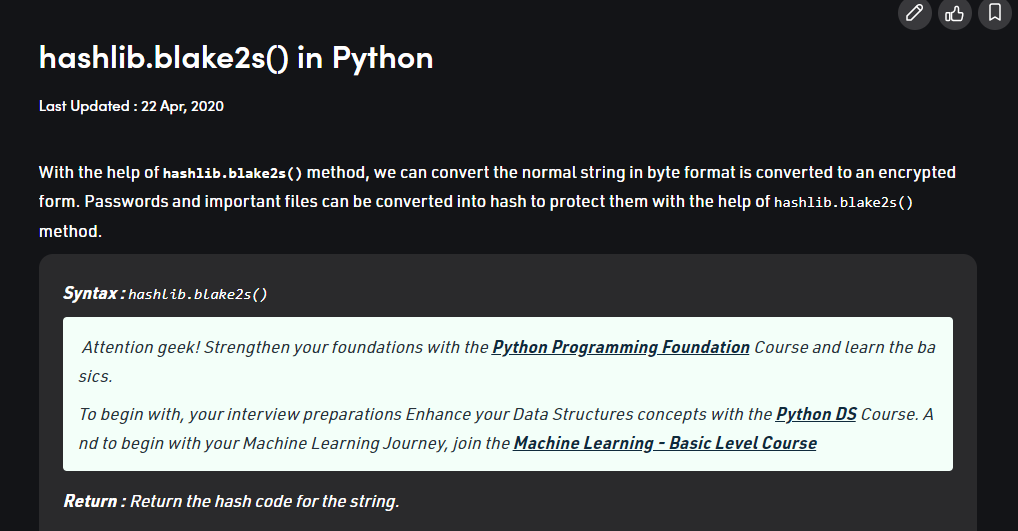 hashlib.blake2s() in Python
Last Updated : 22 Apr, 2020
With the help of hashlib.blake2s() method, we can convert the normal string in byte format is converted to an encrypted
form. Passwords and important files can be converted into hash to protect them with the help of hashlib.blake2s()
method.
Syntax : hashlib.blake2s()
Attention geek! Strengthen your foundations with the Python Programming Foundation Course and learn the ba
sics.
To begin with, your interview preparations Enhance your Data Structures concepts with the Python DS Course. A
nd to begin with your Machine Learning Journey, join the Machine Learning - Basic Level Course
Return : Return the hash code for the string.